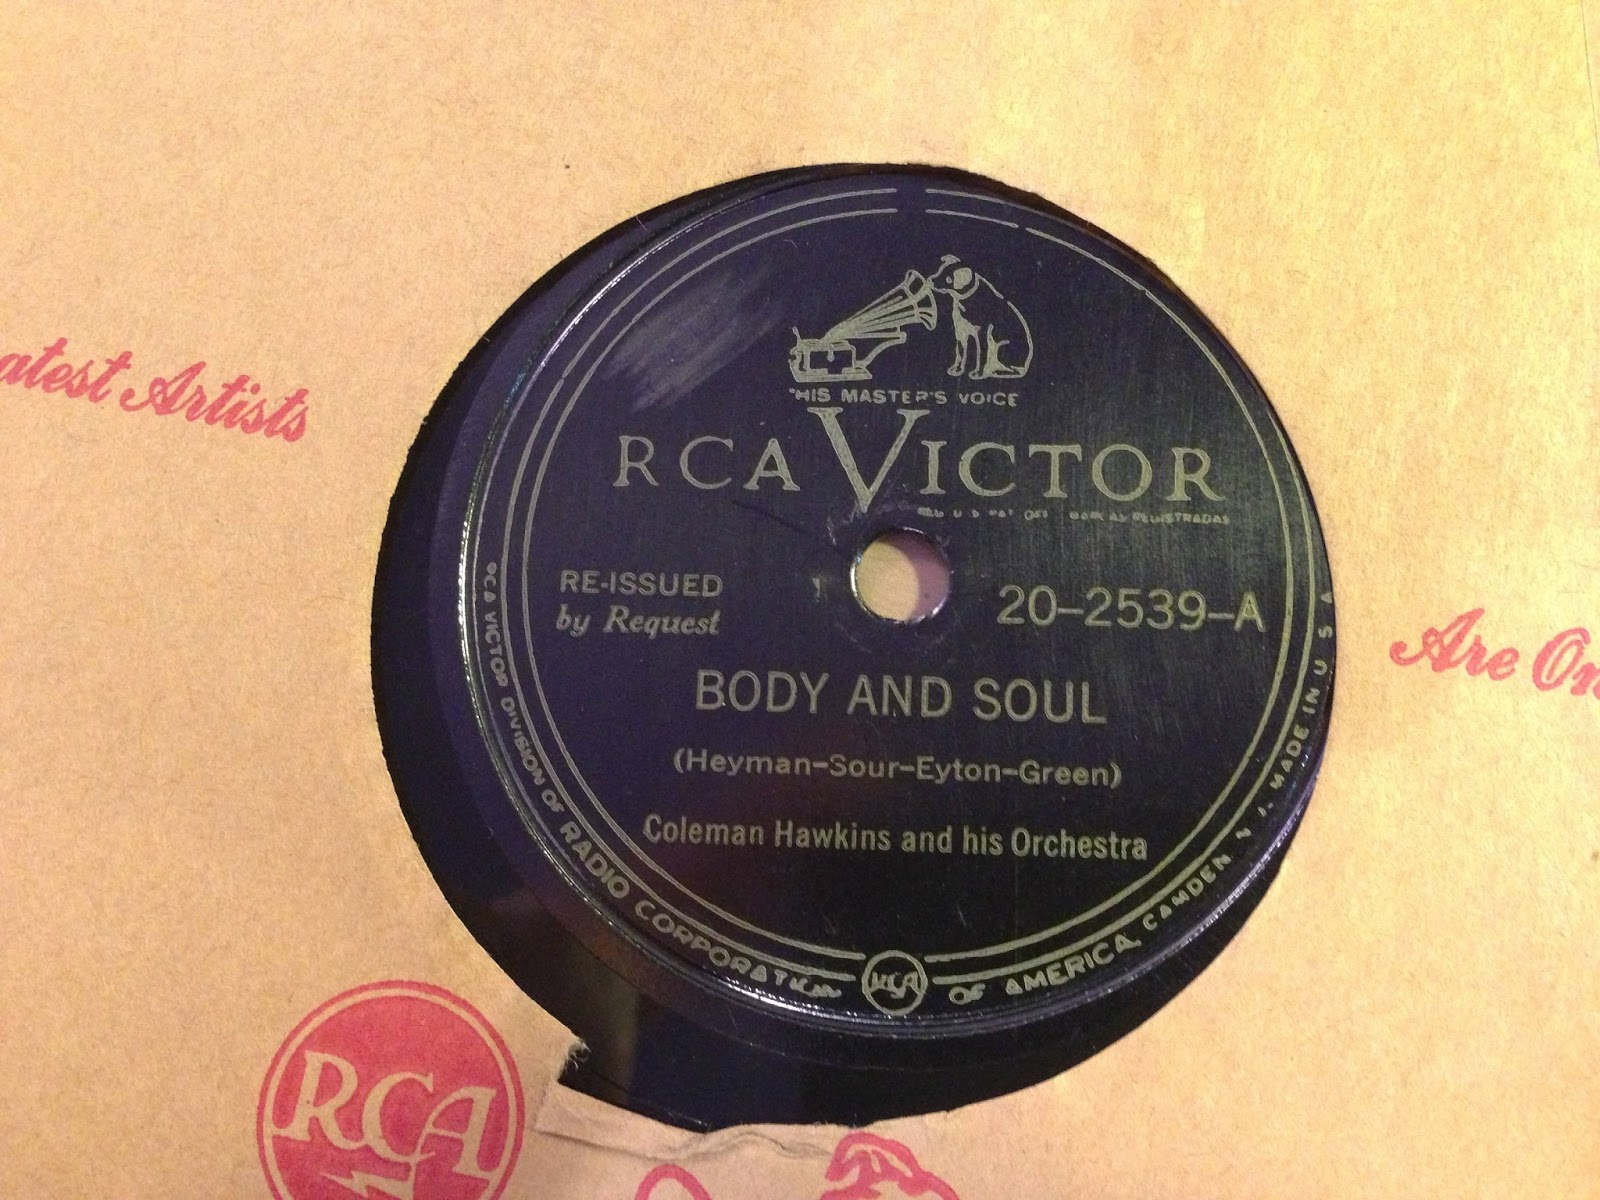 atest Artists
"HIS MASTER'S VOICE
RCA VICTOR
RE-ISSUED
by Request
20-2539-A
BODY AND SOUL
(Heyman-Sour-Eyton-Green)
Coleman Hawkins and his Orchestra
RCA VICTOR DIVISION OF RADIO CORPORATION OF AMERICA, CAMDEN, N. J. MADE IN U S A
RCA
Are On
RCA